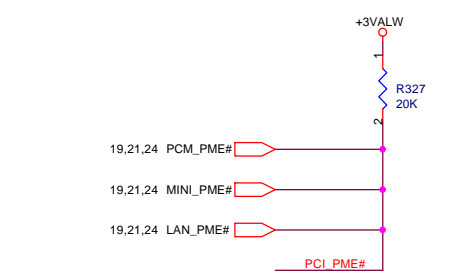 +3VALW
1
R327
20K
2
19,21,24 PCM_PME#
19,21,24 MINI_PME#
19,21,24 LAN_PME#
PCI_PME#